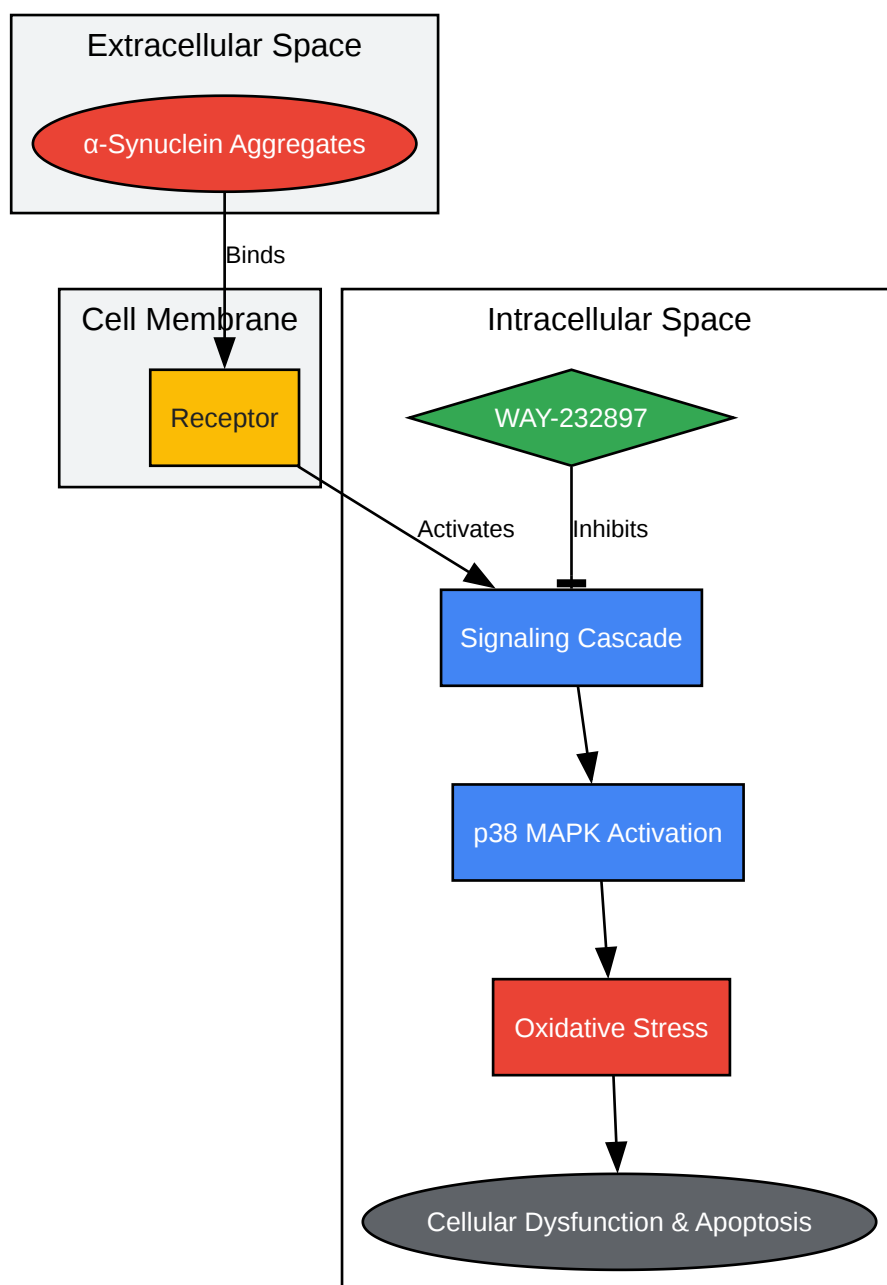 Extracellular Space
α-Synuclein Aggregates
Binds
Cell Membrane
Intracellular Space
Receptor
WAY-232897
Activates
Inhibits
Signaling Cascade
p38 MAPK Activation
Oxidative Stress
Cellular Dysfunction & Apoptosis